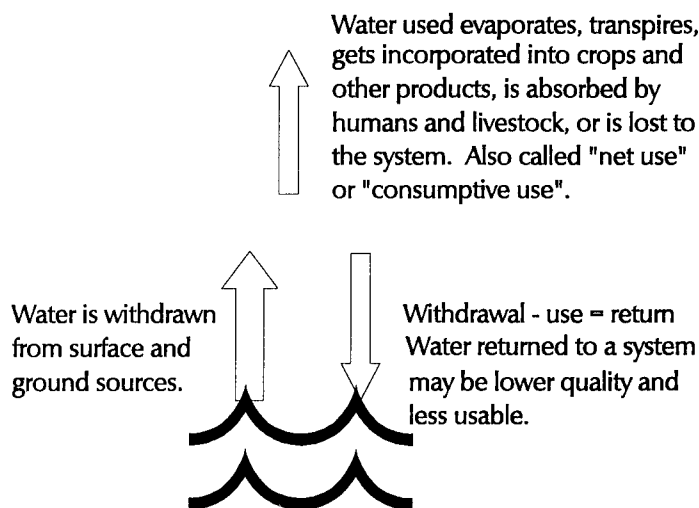 Water used evaporates, transpires,
gets incorporated into crops and
other products, is absorbed by
humans and livestock, or is lost to
the system. Also called "net use"
or "consumptive use".
Water is withdrawn
from surface and
ground sources.
Withdrawal - use = return
Water returned to a system
may be lower quality and
less usable.